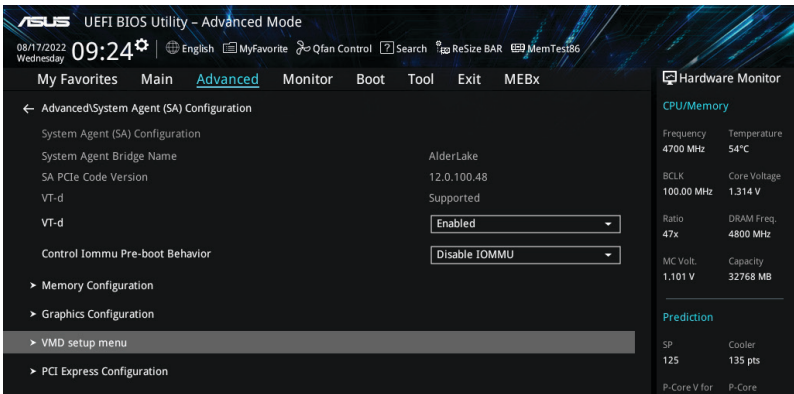 ASUS UEFI BIOS Utility – Advanced Mode
08/17/2022 Wednesday 09:24 English MyFavorite Qfan Control ? Search ReSize BAR MemTest86
My Favorites Main Advanced Monitor Boot Tool Exit MEBx
← Advanced\System Agent (SA) Configuration
System Agent (SA) Configuration
System Agent Bridge Name AlderLake
SA PCIe Code Version 12.0.100.48
VT-d Supported
VT-d Enabled
Control Iommu Pre-boot Behavior Disable IOMMU
> Memory Configuration
> Graphics Configuration
> VMD setup menu
> PCI Express Configuration
Hardware Monitor
CPU/Memory
Frequency Temperature
4700 MHz 54°C
BCLK Core Voltage
100.00 MHz 1.314 V
Ratio DRAM Freq.
47x 4800 MHz
MC Volt. Capacity
1.101 V 32768 MB
Prediction
SP Cooler
125 135 pts
P-Core V for P-Core